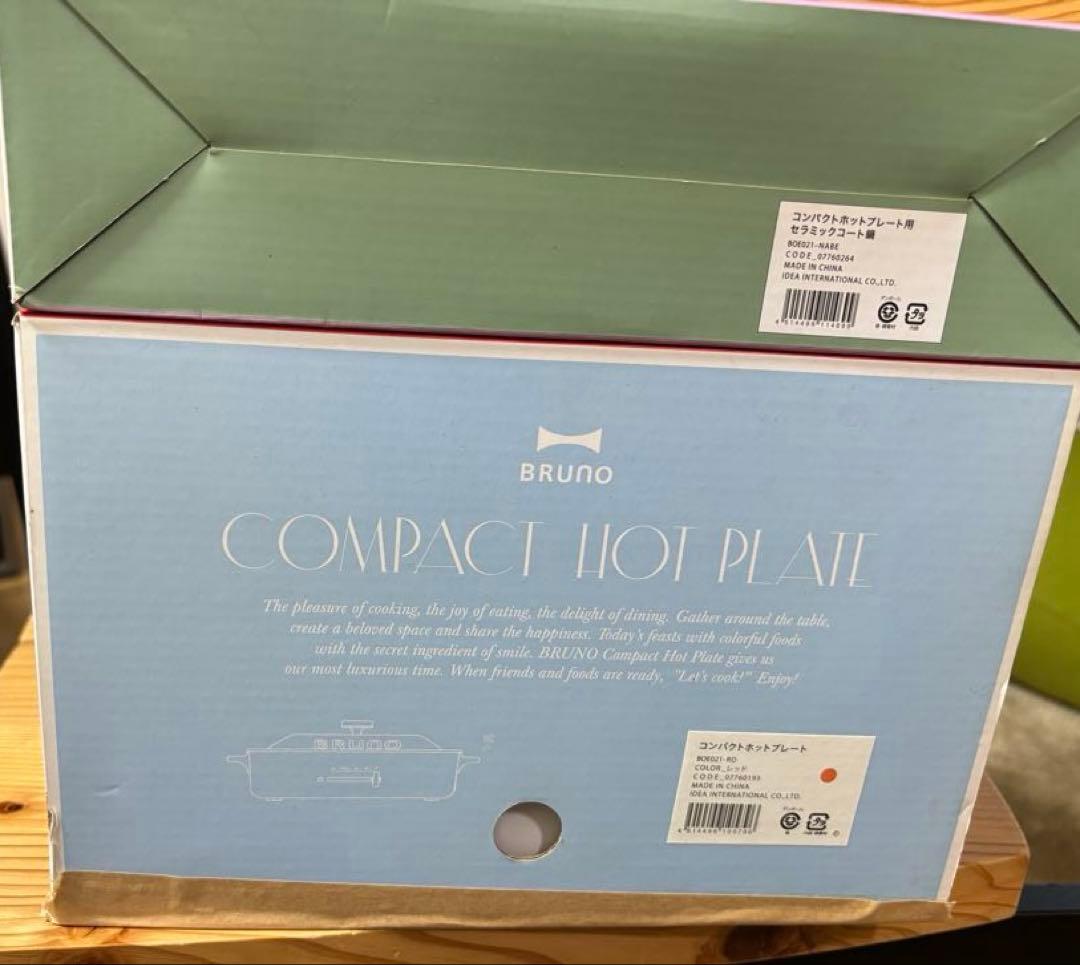 コンパクトホットプレート用
セラミックコート鍋
BOE021-NABE
CODE_07760264
MADE IN CHINA
IDEA INTERNATIONAL CO.,LTD.
BRUNO
COMPACT HOT PLATE
The pleasure of cooking, the joy of eating, the delight of dining. Gather around the table,
create a beloved space and share the happiness. Today's feasts with colorful foods
with the secret ingredient of smile. BRUNO Compact Hot Plate gives us
our most luxurious time. When friends and foods are ready, "Let's cook!" Enjoy!
BRUNO
コンパクトホットプレート
BOE021-RD
COLOR_レッド
CODE_07760193
MADE IN CHINA
IDEA INTERNATIONAL CO.,LTD.